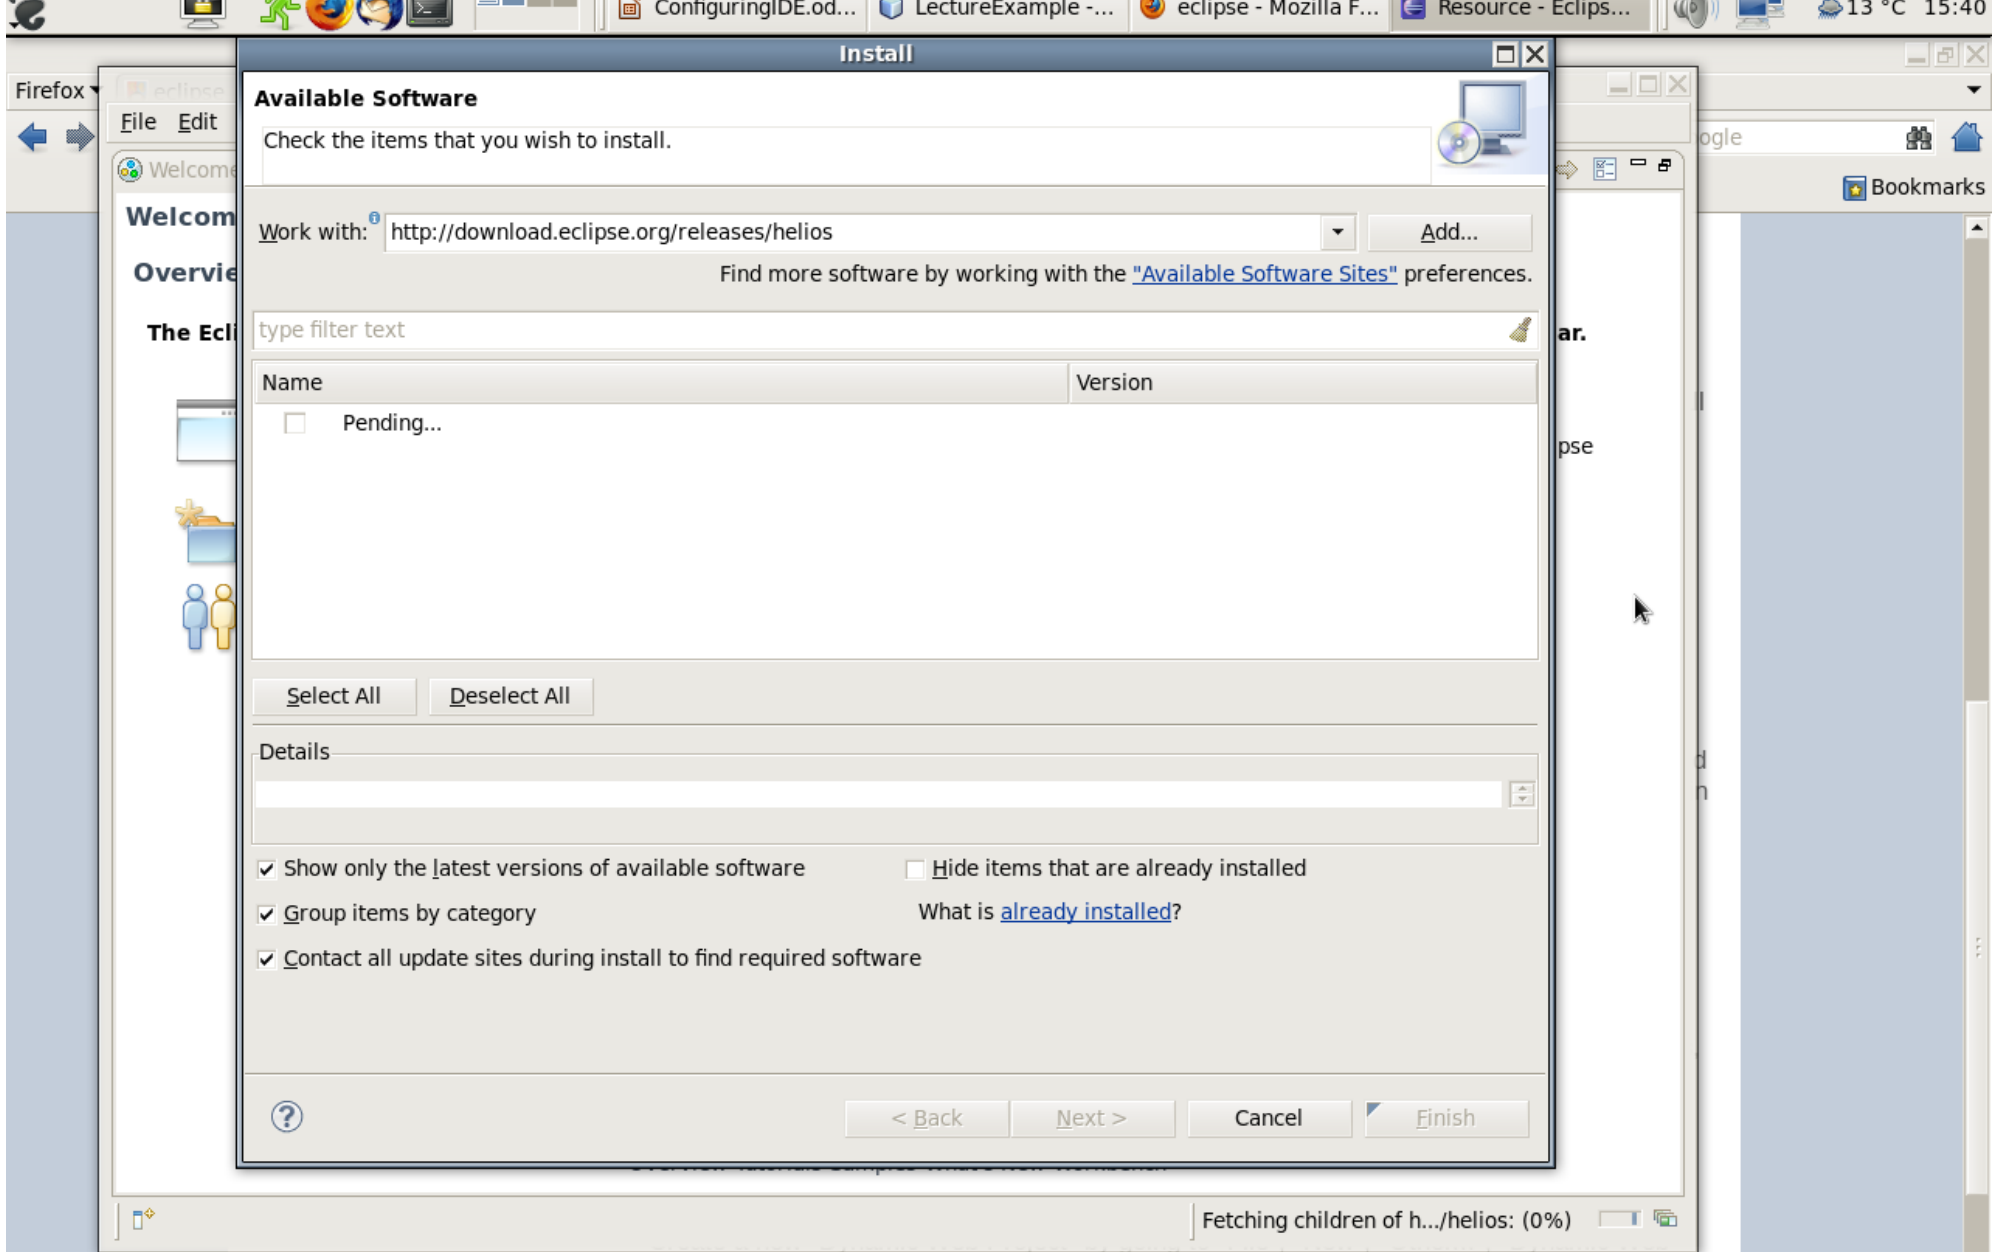 ConfiguringIDE.od... LectureExample -... eclipse - Mozilla F... Resource - Eclips... 13 °C 15:40
Install
Firefox eclipse
Available Software
File Edit
Check the items that you wish to install.
ogle
Welcome
Bookmarks
Welcom
Work with: http://download.eclipse.org/releases/helios Add...
Overvie
Find more software by working with the "Available Software Sites" preferences.
The Ecli
type filter text
ar.
Name Version
Pending...
pse
Select All Deselect All
Details
d
n
Show only the latest versions of available software Hide items that are already installed
Group items by category What is already installed?
Contact all update sites during install to find required software
? < Back Next > Cancel Finish
Fetching children of h.../helios: (0%)